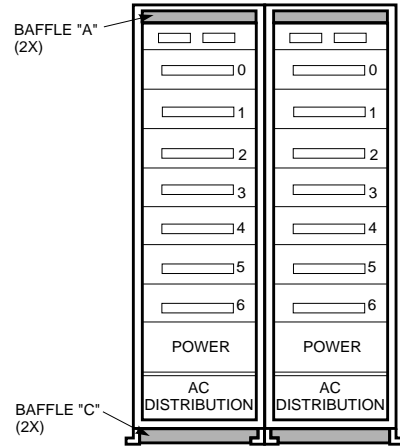 BAFFLE "A"
(2X)
0 0
1 1
2 2
3 3
4 4
5 5
6 6
POWER POWER
AC AC
DISTRIBUTION DISTRIBUTION
BAFFLE "C"
(2X)